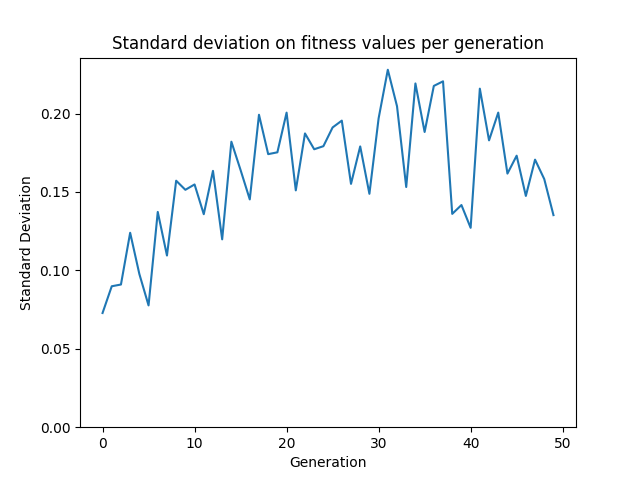 Standard deviation on fitness values per generation
Standard Deviation
0.20
0.15
0.10
0.05
0.00
0 10 20 30 40 50
Generation